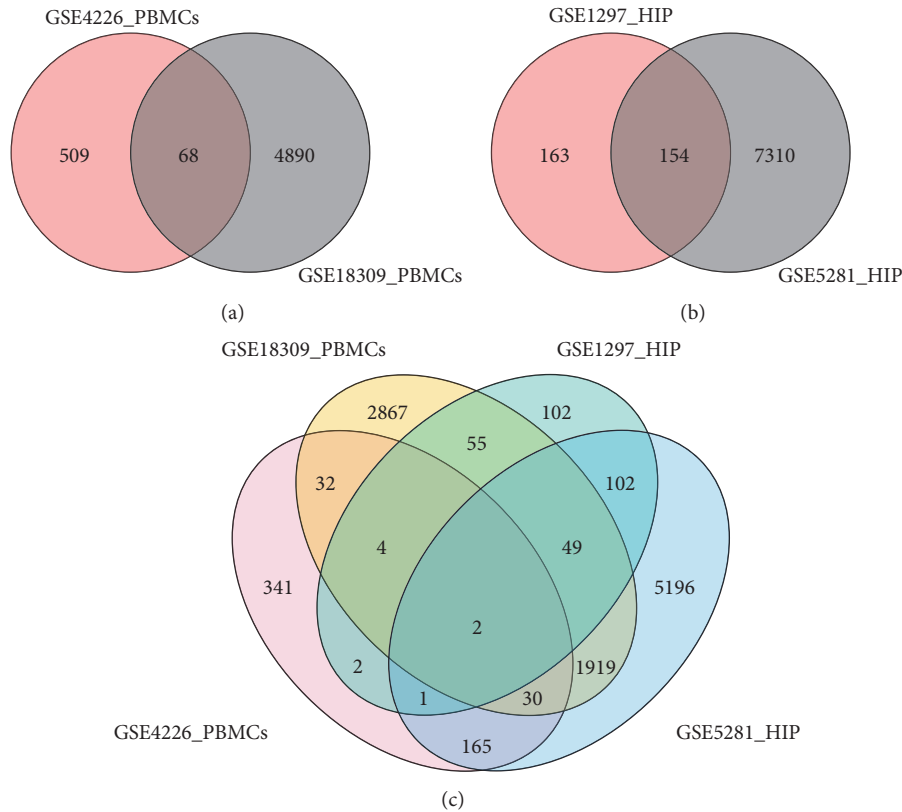 GSE4226_PBMCs
509
68
4890
GSE18309_PBMCs
(a)
GSE1297_HIP
163
154
7310
GSE5281_HIP
(b)
GSE18309_PBMCs
GSE1297_HIP
2867
102
55
32
102
4
49
341
5196
2
2
1919
1
30
GSE4226_PBMCs
GSE5281_HIP
165
(c)